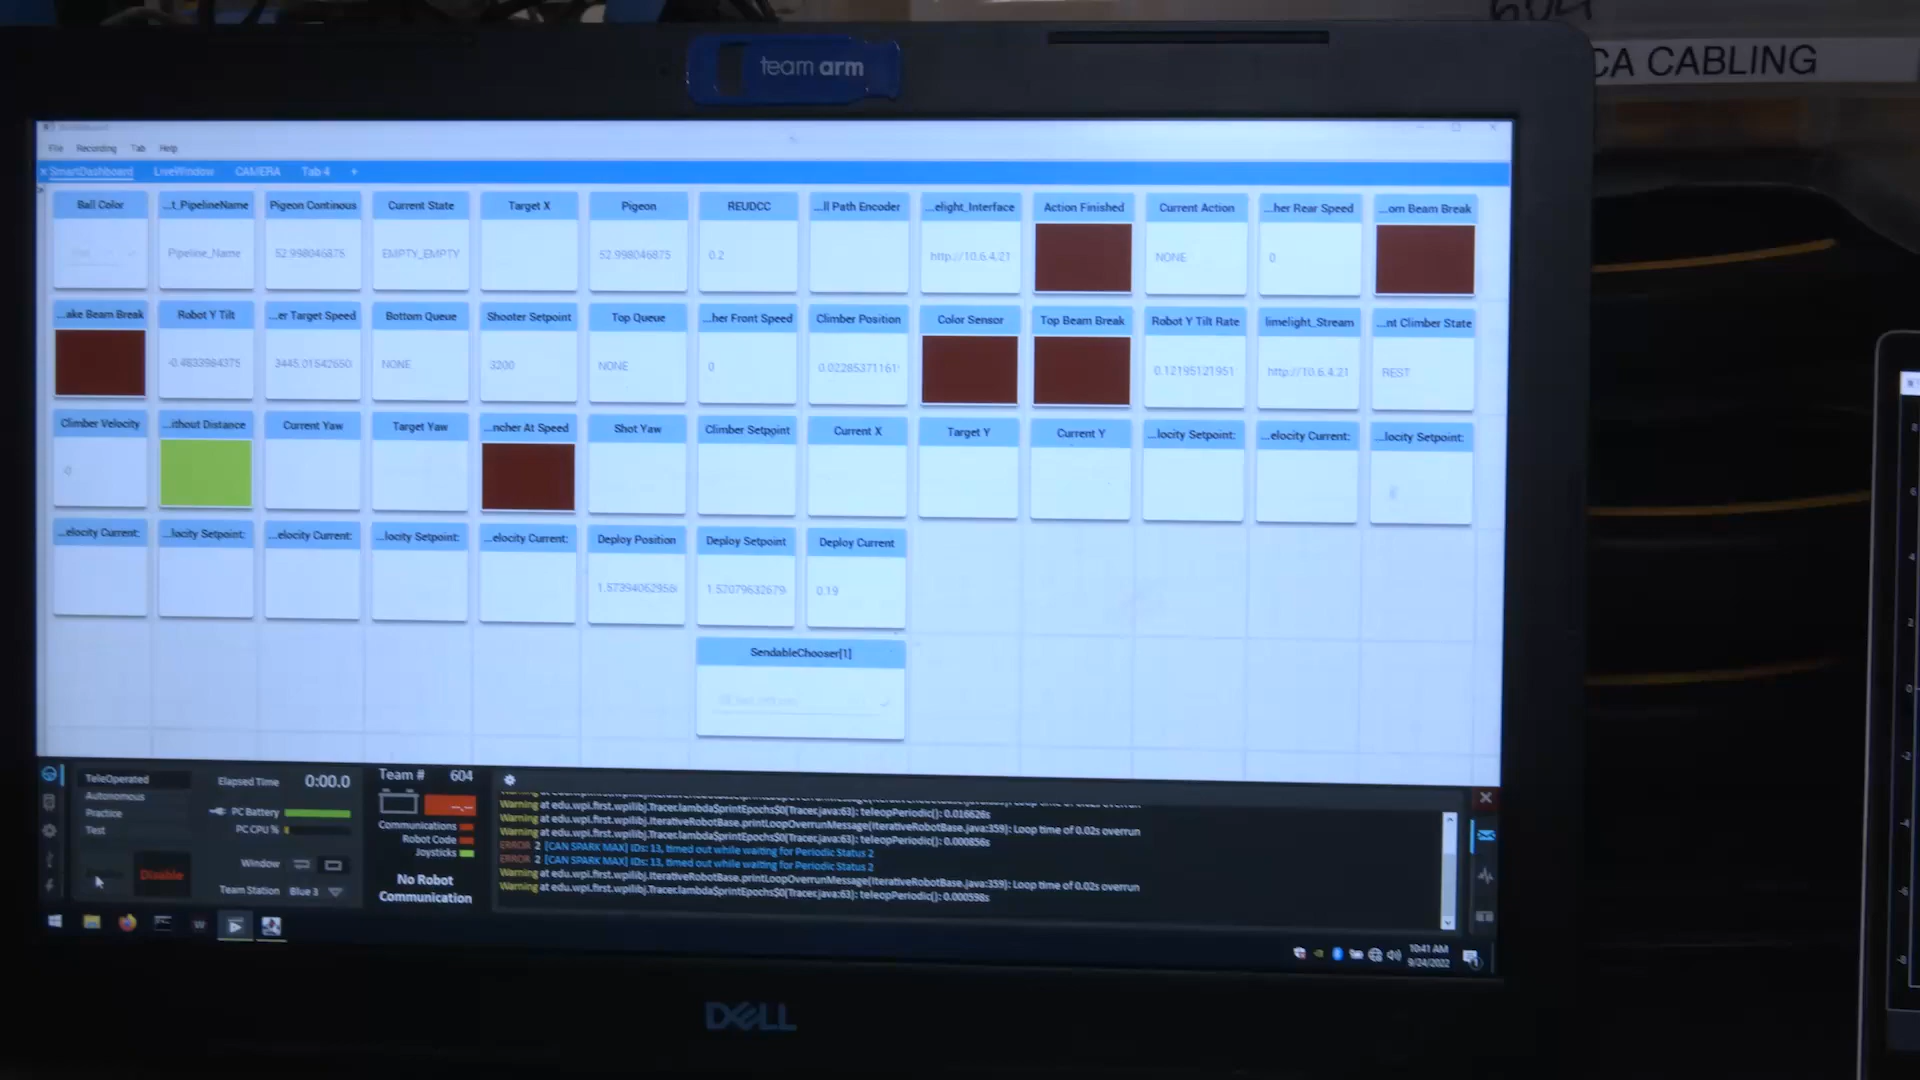 604
CA CABLING
team arm
File Recording Tab Help
SmartDashboard LiveWindow CAMERA Tab 4 +
Ball Color ...t_PipelineName Pigeon Continous Current State Target X Pigeon REUDCC ...ll Path Encoder ...elight_Interface Action Finished Current Action ...her Rear Speed ...om Beam Break
Pipeline_Name 52.998046875 EMPTY_EMPTY 52.998046875 0.2 http://10.6.4.21 NONE 0
...ake Beam Break Robot Y Tilt ...er Target Speed Bottom Queue Shooter Setpoint Top Queue ...her Front Speed Climber Position Color Sensor Top Beam Break Robot Y Tilt Rate limelight_Stream ...nt Climber State
-0.4833984375 3445.01542650 NONE 3200 NONE 0 0.0228537116 0.12195121951 http://10.6.4.21 REST
Climber Velocity ...ithout Distance Current Yaw Target Yaw ...ncher At Speed Shot Yaw Climber Setpoint Current X Target Y Current Y ...locity Setpoint: ...elocity Current: ...locity Setpoint:
-0
...elocity Current: ...locity Setpoint: ...elocity Current: ...locity Setpoint: ...elocity Current: Deploy Position Deploy Setpoint Deploy Current
1.5739406295 1.52079632679 0.19
SendableChooser[1]
TeleOperated
Autonomous
Practice
Test
Disable
Elapsed Time 0:00.0
PC Battery
PC CPU %
Window
Team Station Blue 3
Team # 604
--.--
Communications
Robot Code
Joysticks
No Robot
Communication
Warning at edu.wpi.first.wpilibj.Tracer.lambda$printEpochs$0(Tracer.java:63): teleopPeriodic(): 0.016626s
Warning at edu.wpi.first.wpilibj.IterativeRobotBase.printLoopOverrunMessage(IterativeRobotBase.java:359): Loop time of 0.02s overrun
Warning at edu.wpi.first.wpilibj.Tracer.lambda$printEpochs$0(Tracer.java:63): teleopPeriodic(): 0.000856s
ERROR 2 [CAN SPARK MAX] IDs: 13, timed out while waiting for Periodic Status 2
ERROR 2 [CAN SPARK MAX] IDs: 13, timed out while waiting for Periodic Status 2
Warning at edu.wpi.first.wpilibj.IterativeRobotBase.printLoopOverrunMessage(IterativeRobotBase.java:359): Loop time of 0.02s overrun
Warning at edu.wpi.first.wpilibj.Tracer.lambda$printEpochs$0(Tracer.java:63): teleopPeriodic(): 0.000598s
10:41 AM
9/24/2022
DELL
8
6
4
2
0
-2
-4
-6
-8